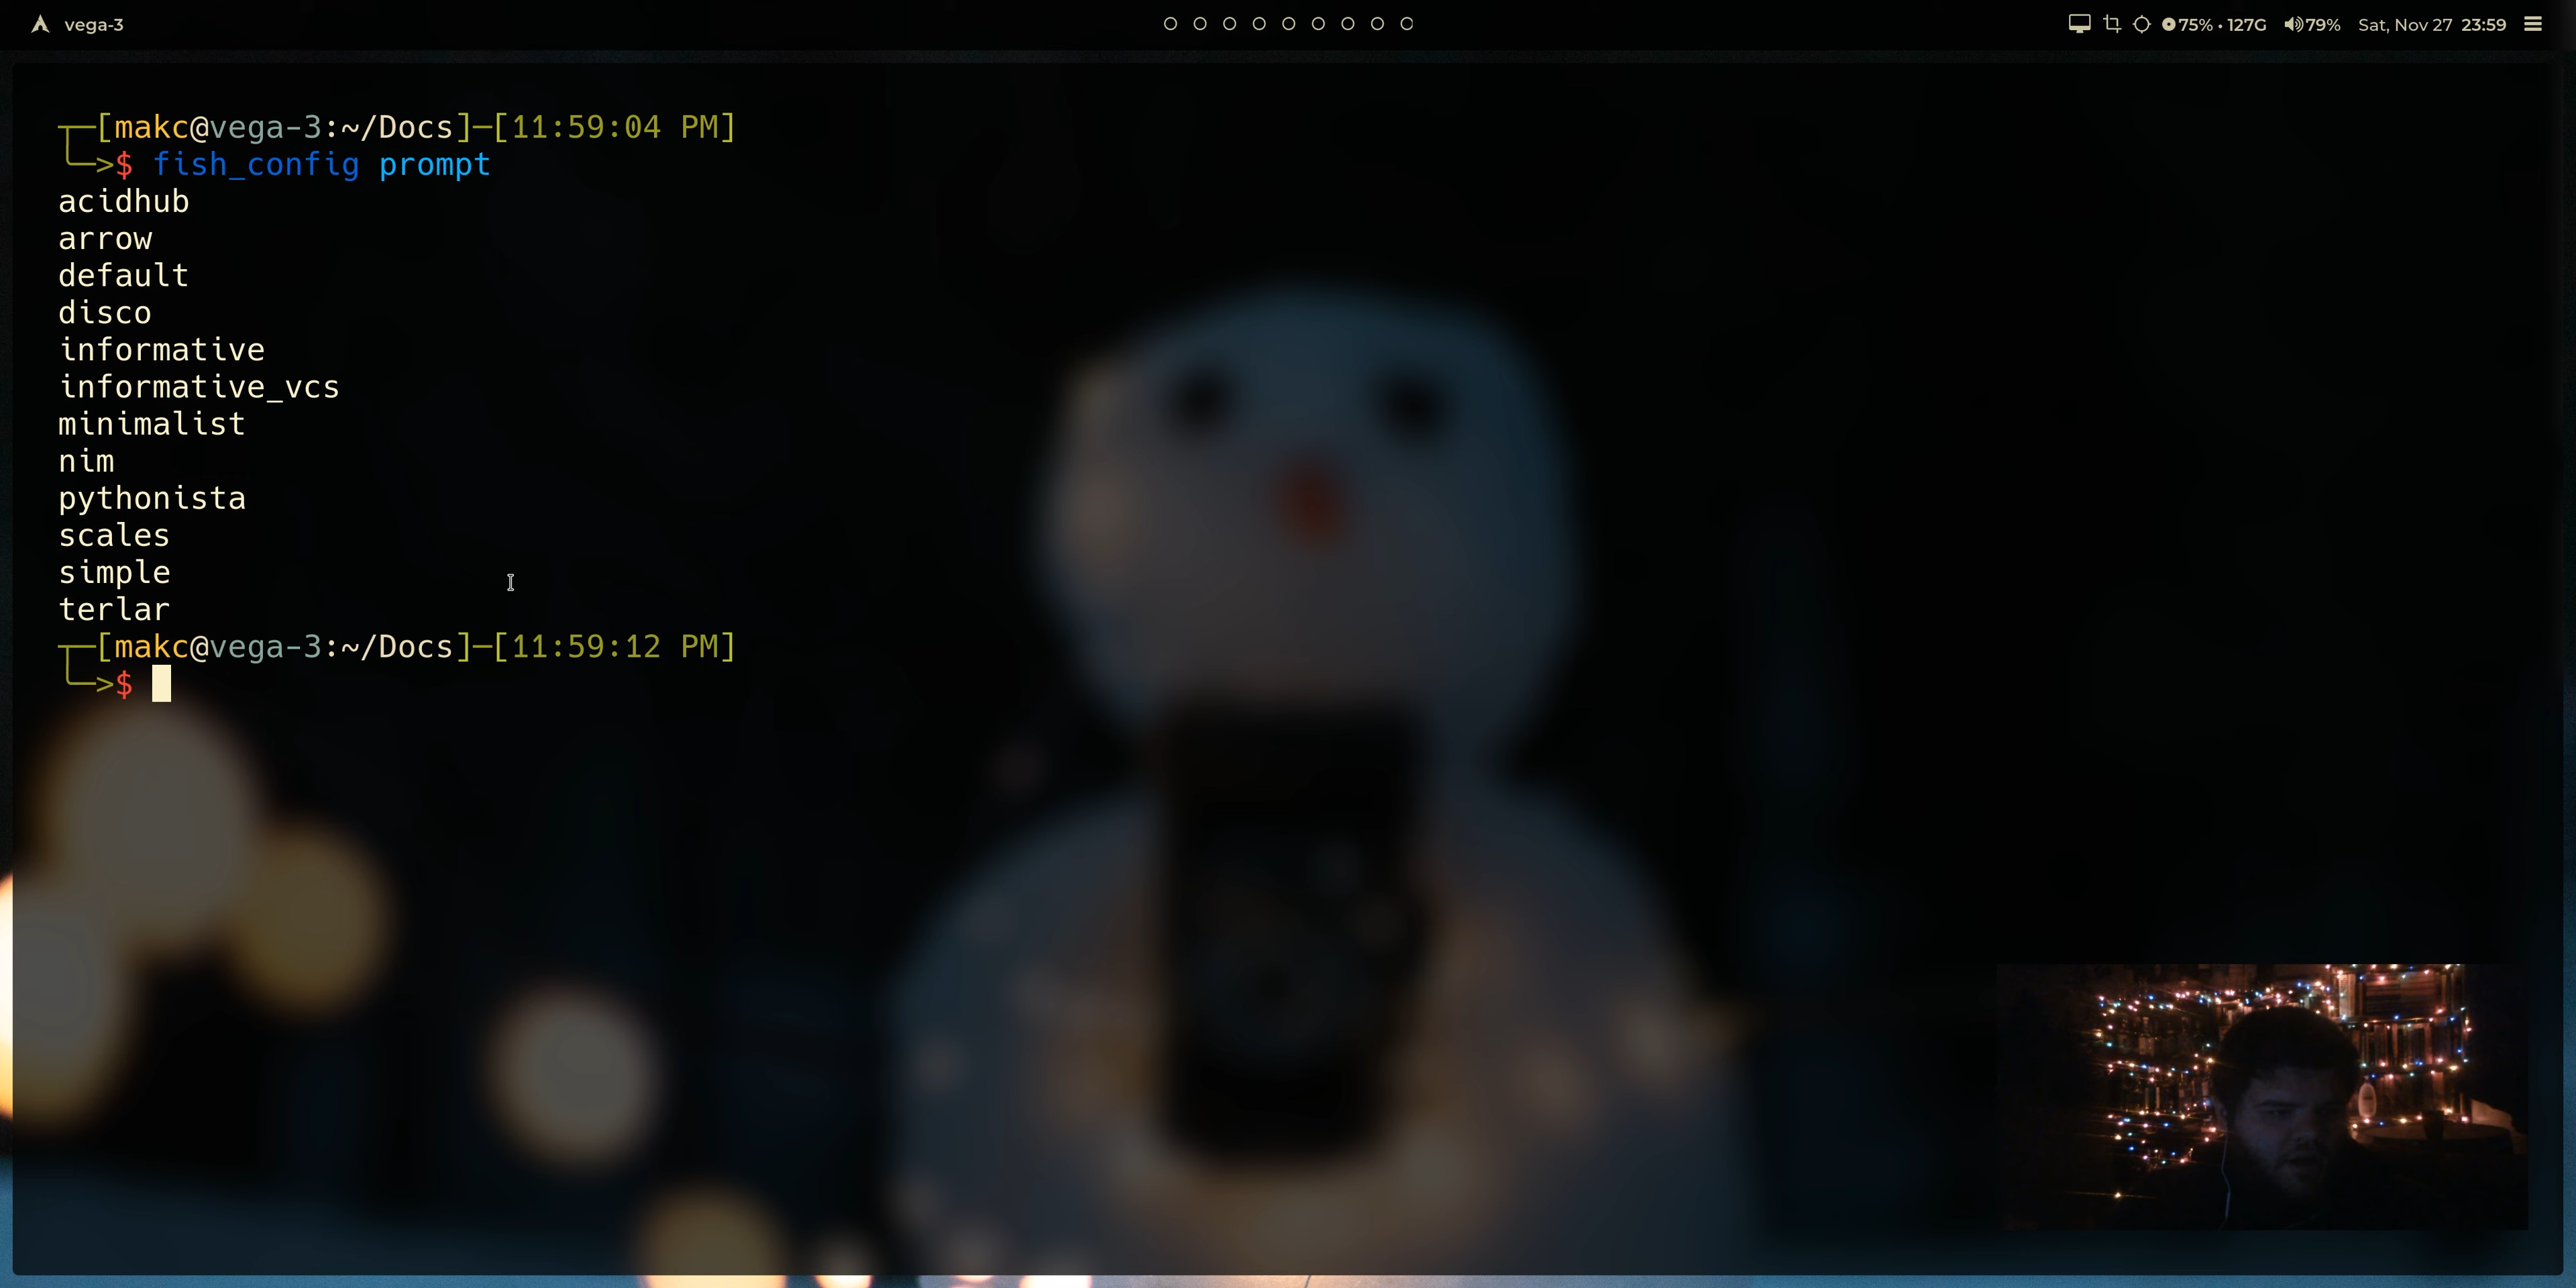 vega-3
75% • 127G 79% Sat, Nov 27 23:59
┬─[makc@vega-3:~/Docs]─[11:59:04 PM]
╰─>$ fish_config prompt
acidhub
arrow
default
disco
informative
informative_vcs
minimalist
nim
pythonista
scales
simple
terlar
┬─[makc@vega-3:~/Docs]─[11:59:12 PM]
╰─>$